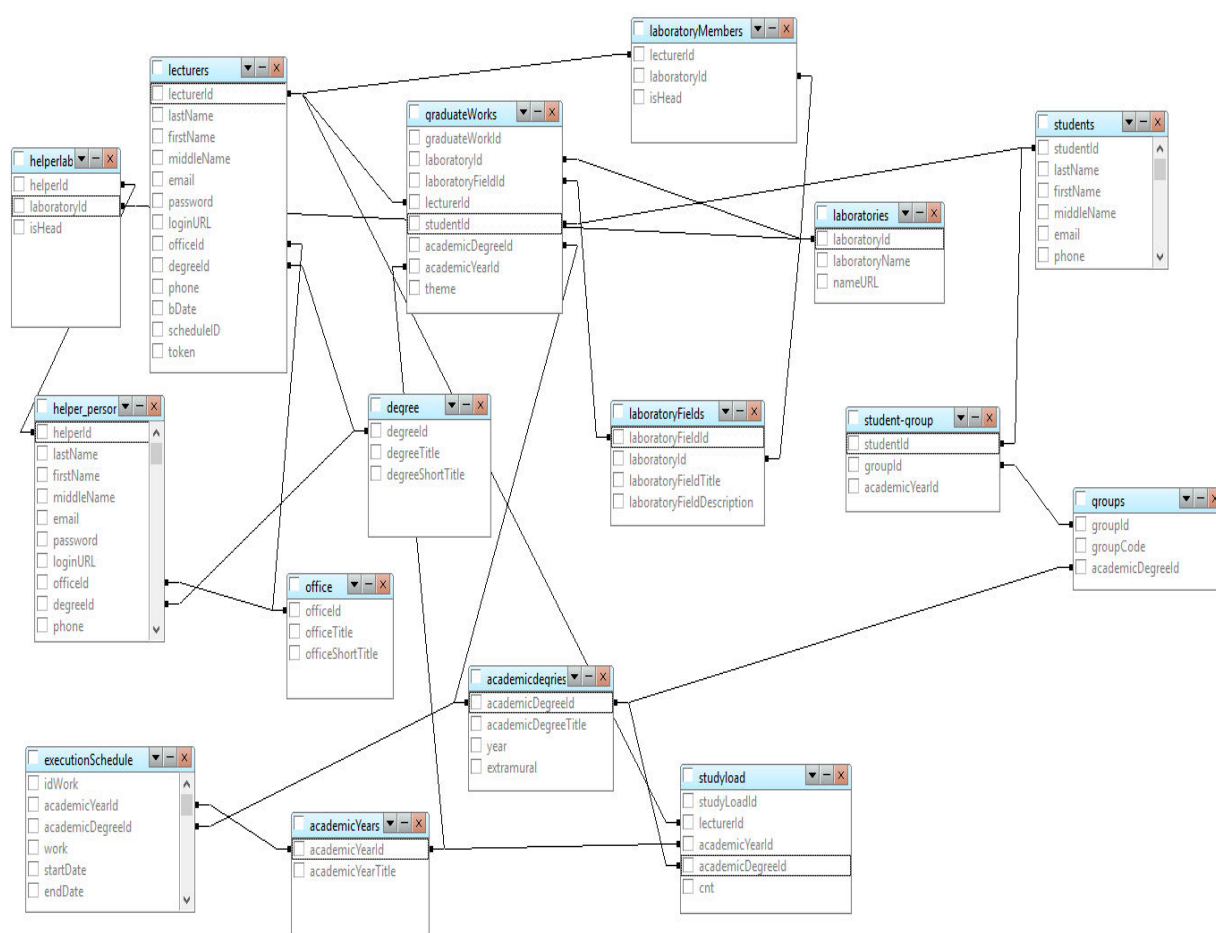 laboratoryMembers
lecturerId
laboratoryId
isHead
lecturers
lecturerId
lastName
firstName
middleName
email
password
loginURL
officeId
degreeId
phone
bDate
scheduleID
token
graduateWorks
graduateWorkId
laboratoryId
laboratoryFieldId
lecturerId
studentId
academicDegreeId
academicYearId
theme
students
studentId
lastName
firstName
middleName
email
phone
helperlab
helperId
laboratoryId
isHead
laboratories
laboratoryId
laboratoryName
nameURL
helper_person
helperId
lastName
firstName
middleName
email
password
loginURL
officeId
degreeId
phone
degree
degreeId
degreeTitle
degreeShortTitle
laboratoryFields
laboratoryFieldId
laboratoryId
laboratoryFieldTitle
laboratoryFieldDescription
student-group
studentId
groupId
academicYearId
groups
groupId
groupCode
academicDegreeId
office
officeId
officeTitle
officeShortTitle
academicdegries
academicDegreeId
academicDegreeTitle
year
extramural
executionSchedule
idWork
academicYearId
academicDegreeId
work
startDate
endDate
academicYears
academicYearId
academicYearTitle
studyload
studyLoadId
lecturerId
academicYearId
academicDegreeId
cnt